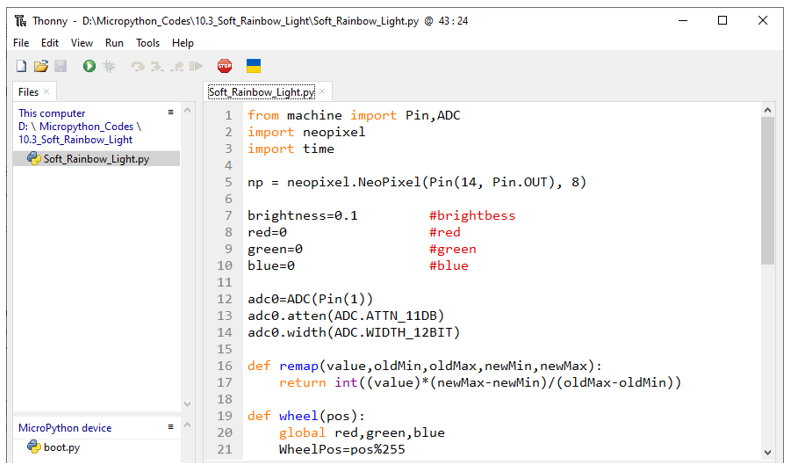 Thonny - D:\Micropython_Codes\10.3_Soft_Rainbow_Light\Soft_Rainbow_Light.py @ 43 : 24
File Edit View Run Tools Help
STOP
Files
This computer
D: \ Micropython_Codes \
10.3_Soft_Rainbow_Light
Soft_Rainbow_Light.py
MicroPython device
boot.py
Soft_Rainbow_Light.py
1 from machine import Pin,ADC
2 import neopixel
3 import time
4
5 np = neopixel.NeoPixel(Pin(14, Pin.OUT), 8)
6
7 brightness=0.1 #brightbess
8 red=0 #red
9 green=0 #green
10 blue=0 #blue
11
12 adc0=ADC(Pin(1))
13 adc0.atten(ADC.ATTN_11DB)
14 adc0.width(ADC.WIDTH_12BIT)
15
16 def remap(value,oldMin,oldMax,newMin,newMax):
17 return int((value)*(newMax-newMin)/(oldMax-oldMin))
18
19 def wheel(pos):
20 global red,green,blue
21 WheelPos=pos%255